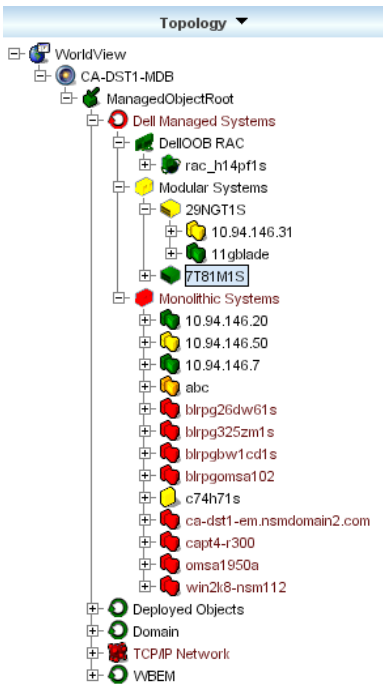 Topology
WorldView
CA-DST1-MDB
ManagedObjectRoot
Dell Managed Systems
DellOOB RAC
rac_h14pf1s
Modular Systems
29NGT1S
10.94.146.31
11gblade
7T81M1S
Monolithic Systems
10.94.146.20
10.94.146.50
10.94.146.7
abc
blrpg26dw61s
blrpg325zm1s
blrpgbw1cd1s
blrpgomsa102
c74h71s
ca-dst1-em.nsmdomain2.com
capt4-r300
omsa1950a
win2k8-nsm112
Deployed Objects
Domain
TCP/IP Network
WBEM